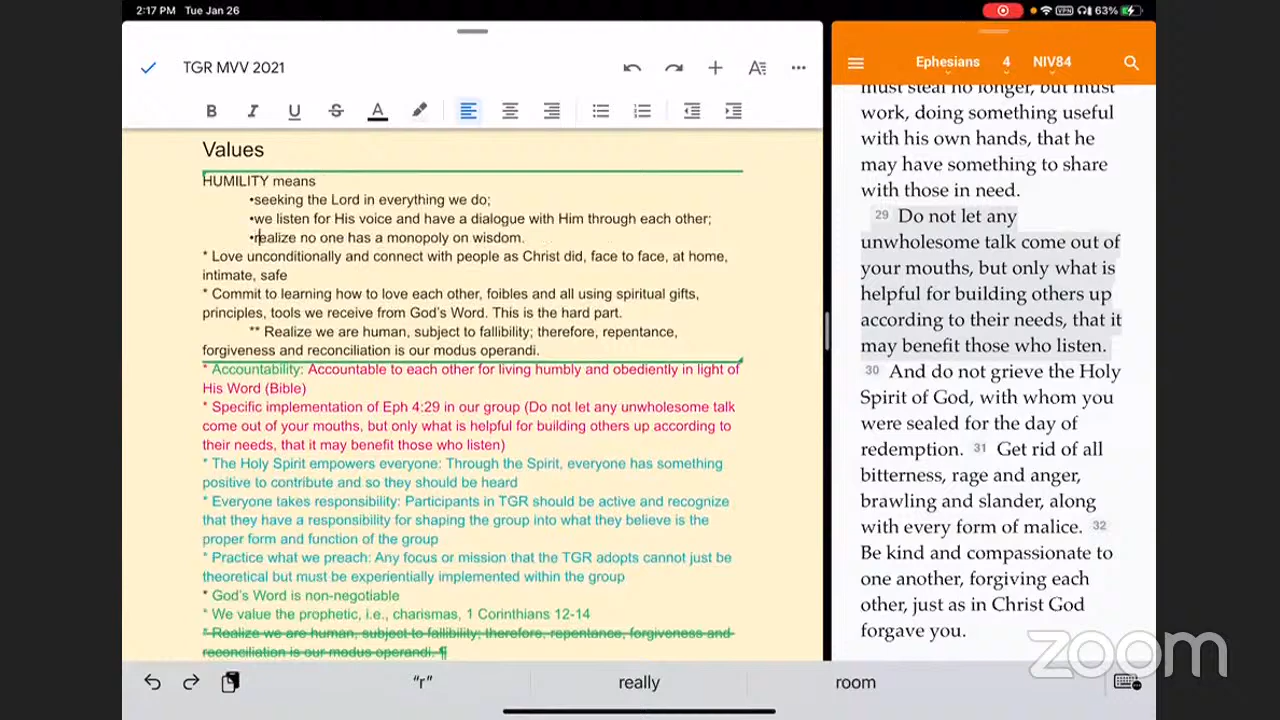 2:17 PM Tue Jan 26
VPN 63%
TGR MVV 2021
B I U S A
Values
HUMILITY means
•seeking the Lord in everything we do;
•we listen for His voice and have a dialogue with Him through each other;
•realize no one has a monopoly on wisdom.
* Love unconditionally and connect with people as Christ did, face to face, at home,
intimate, safe
* Commit to learning how to love each other, foibles and all using spiritual gifts,
principles, tools we receive from God's Word. This is the hard part.
** Realize we are human, subject to fallibility; therefore, repentance,
forgiveness and reconciliation is our modus operandi.
* Accountability: Accountable to each other for living humbly and obediently in light of
His Word (Bible)
* Specific implementation of Eph 4:29 in our group (Do not let any unwholesome talk
come out of your mouths, but only what is helpful for building others up according to
their needs, that it may benefit those who listen)
* The Holy Spirit empowers everyone: Through the Spirit, everyone has something
positive to contribute and so they should be heard
* Everyone takes responsibility: Participants in TGR should be active and recognize
that they have a responsibility for shaping the group into what they believe is the
proper form and function of the group
* Practice what we preach: Any focus or mission that the TGR adopts cannot just be
theoretical but must be experientially implemented within the group
* God's Word is non-negotiable
* We value the prophetic, i.e., charismas, 1 Corinthians 12-14
* Realize we are human, subject to fallibility; therefore, repentance, forgiveness and
reconciliation is our modus operandi. ¶
"r" really room
Ephesians 4 NIV84
must steal no longer, but must
work, doing something useful
with his own hands, that he
may have something to share
with those in need.
29 Do not let any
unwholesome talk come out of
your mouths, but only what is
helpful for building others up
according to their needs, that it
may benefit those who listen.
30 And do not grieve the Holy
Spirit of God, with whom you
were sealed for the day of
redemption. 31 Get rid of all
bitterness, rage and anger,
brawling and slander, along
with every form of malice. 32
Be kind and compassionate to
one another, forgiving each
other, just as in Christ God
forgave you.
zoom